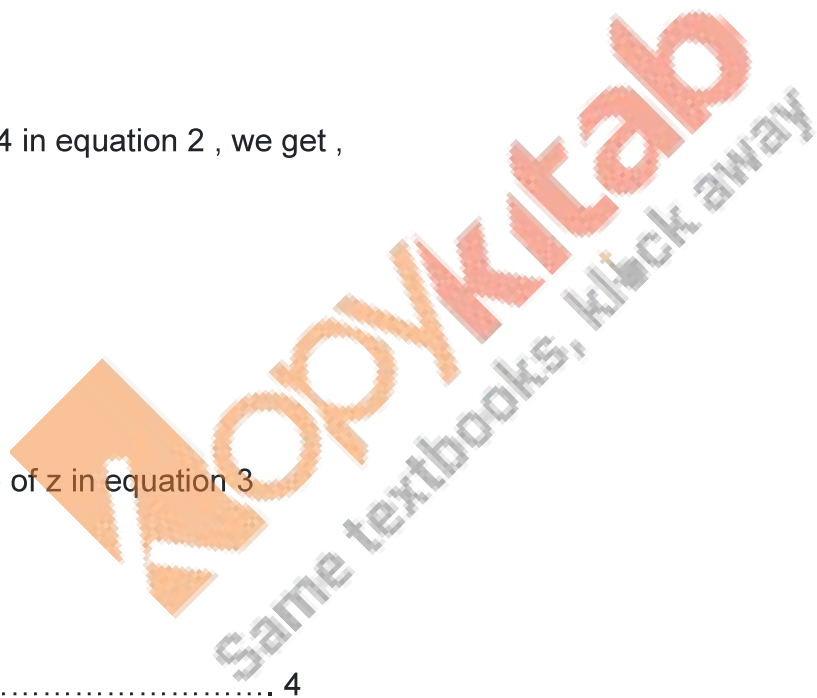 4 in equation 2 , we get ,
of z in equation 3
……………………. 4
kopykitab
Same textbooks, klick away